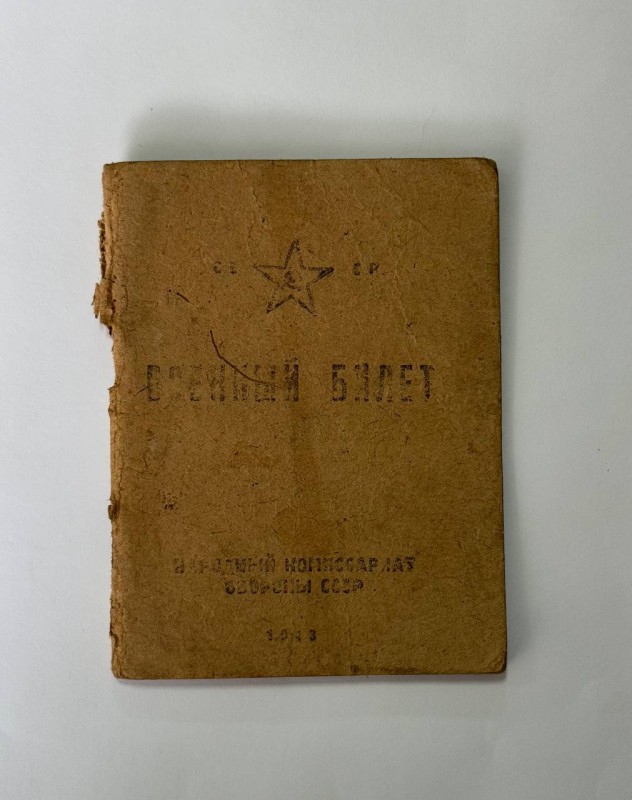 СС СР
ВОЕННЫЙ БИЛЕТ
НАРОДНЫЙ КОМИССАРИАТ
ОБОРОНЫ СССР
1943